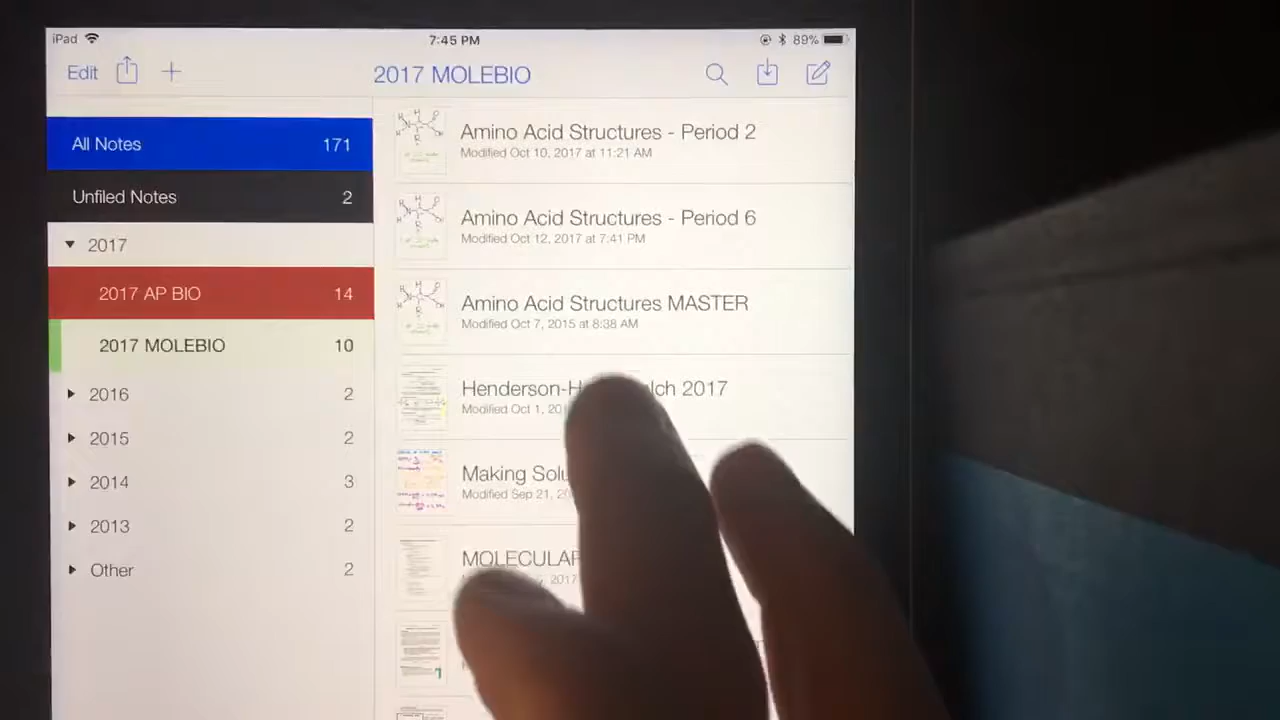 iPad 7:45 PM 89%
Edit 2017 MOLEBIO
All Notes 171
Unfiled Notes 2
2017
2017 AP BIO 14
2017 MOLEBIO 10
2016 2
2015 2
2014 3
2013 2
Other 2
Amino Acid Structures - Period 2
Modified Oct 10, 2017 at 11:21 AM
Amino Acid Structures - Period 6
Modified Oct 12, 2017 at 7:41 PM
Amino Acid Structures MASTER
Modified Oct 7, 2015 at 8:38 AM
2017
Modified Oct 1,
Making
Modified Sep 21,
MOLECULAR
2017